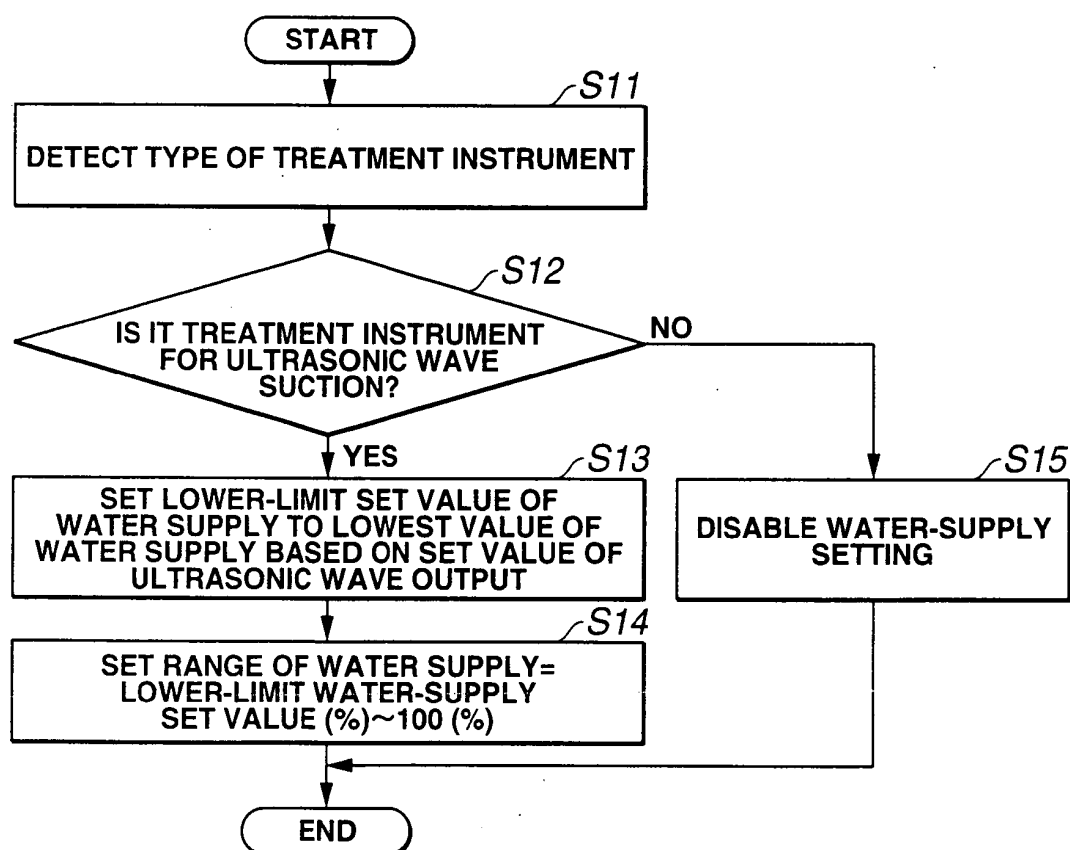 START
S11
DETECT TYPE OF TREATMENT INSTRUMENT
S12
IS IT TREATMENT INSTRUMENT
FOR ULTRASONIC WAVE
SUCTION?
NO
YES
S13
SET LOWER-LIMIT SET VALUE OF
WATER SUPPLY TO LOWEST VALUE OF
WATER SUPPLY BASED ON SET VALUE OF
ULTRASONIC WAVE OUTPUT
S15
DISABLE WATER-SUPPLY
SETTING
S14
SET RANGE OF WATER SUPPLY=
LOWER-LIMIT WATER-SUPPLY
SET VALUE (%)~100 (%)
END